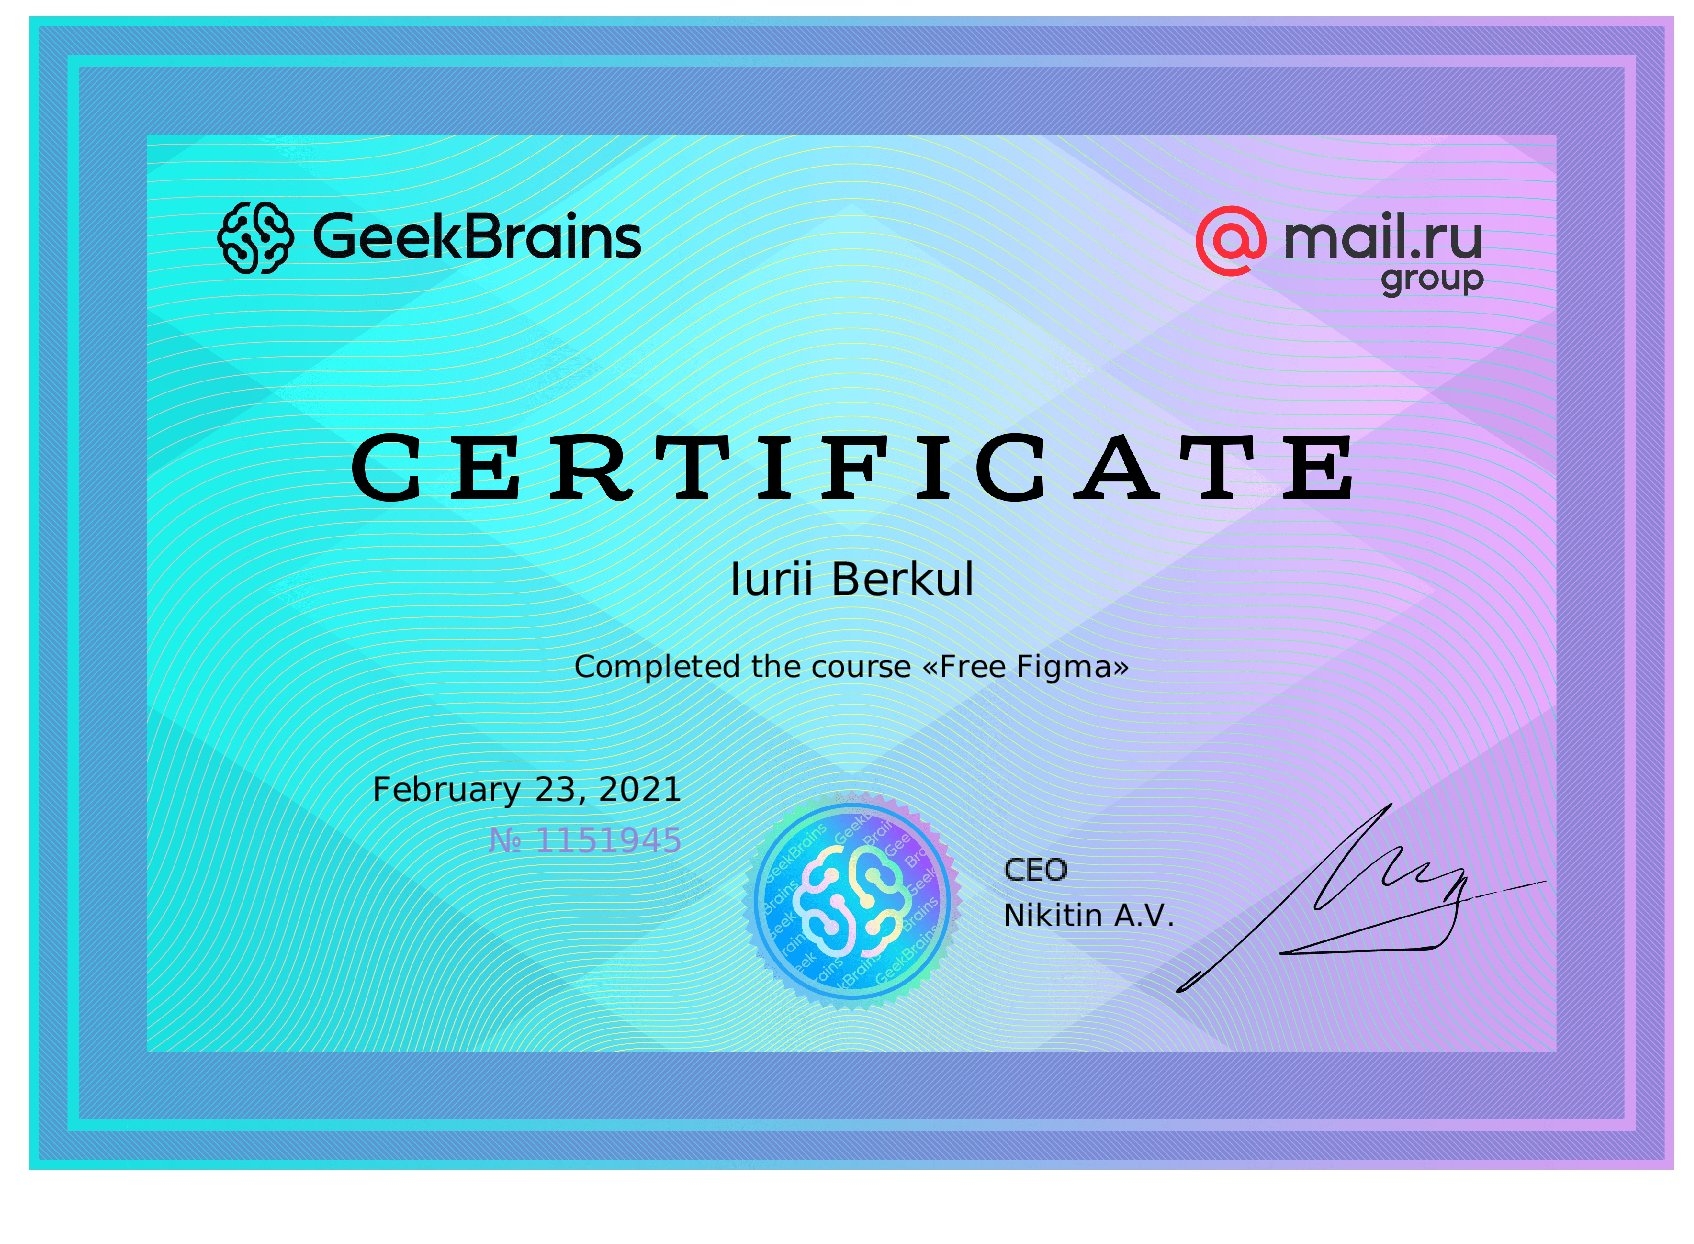 GeekBrains
@mail.ru
group
CERTIFICATE
Iurii Berkul
Completed the course «Free Figma»
February 23, 2021
№ 1151945
CEO
Nikitin A.V.